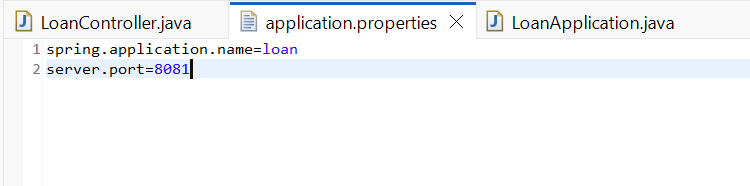 LoanController.java application.properties LoanApplication.java
1 spring.application.name=loan
2 server.port=8081